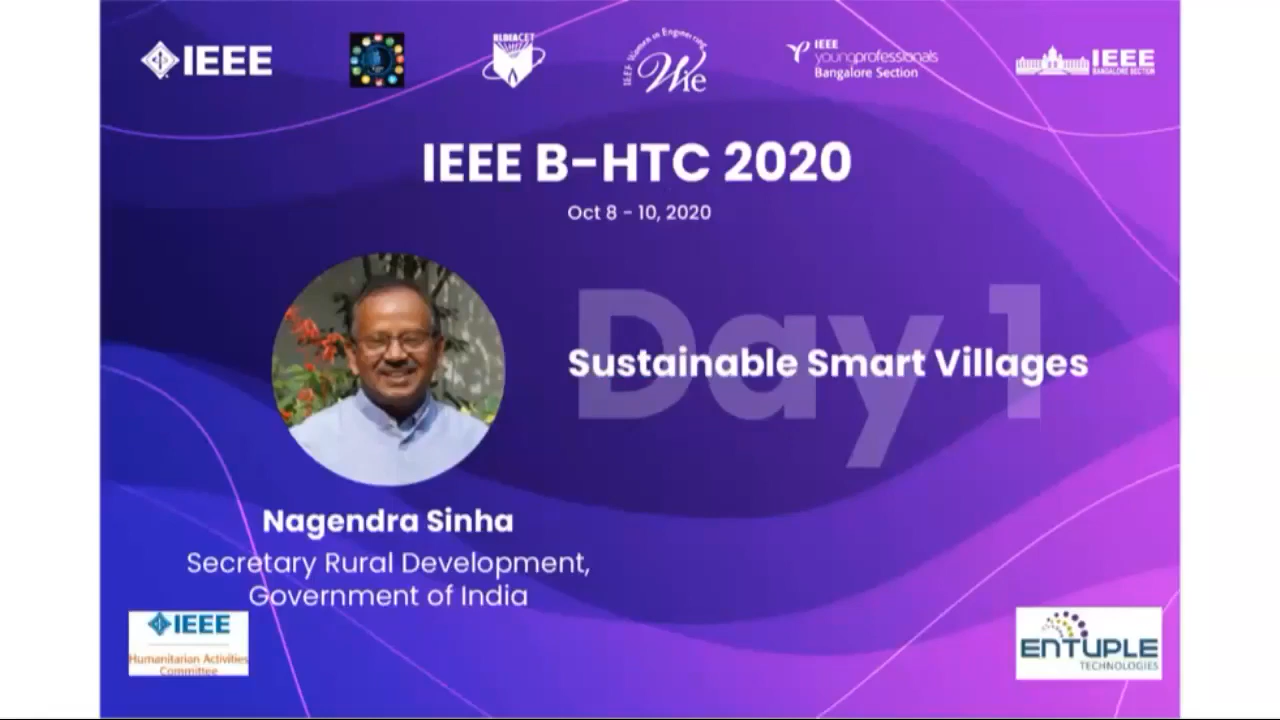 IEEE
BLDEACET
IEEE Women in Engineering
WIE
IEEE
youngprofessionals
Bangalore Section
IEEE
BANGALORE SECTION
IEEE B-HTC 2020
Oct 8 - 10, 2020
Day 1
Sustainable Smart Villages
Nagendra Sinha
Secretary Rural Development,
Government of India
IEEE
Humanitarian Activities
Committee
ENTUPLE
TECHNOLOGIES